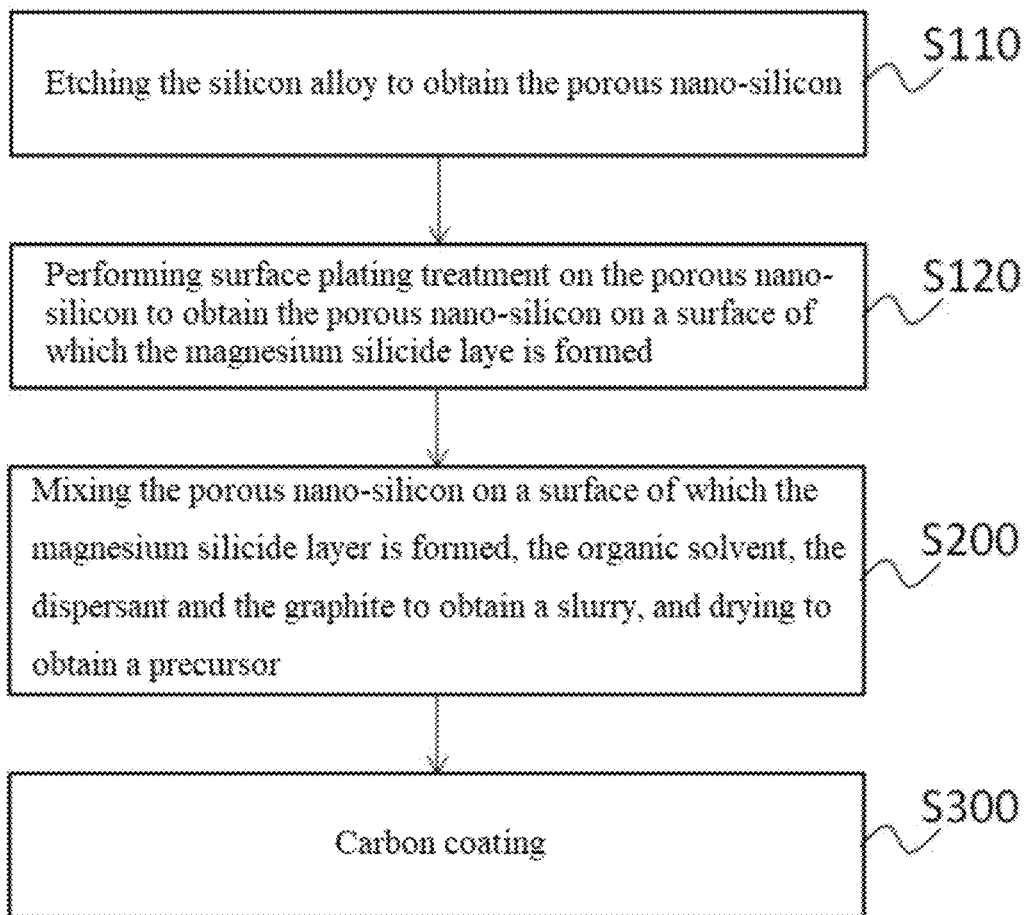 S110
Etching the silicon alloy to obtain the porous nano-silicon
S120
Performing surface plating treatment on the porous nano-
silicon to obtain the porous nano-silicon on a surface of
which the magnesium silicide laye is formed
S200
Mixing the porous nano-silicon on a surface of which the
magnesium silicide layer is formed, the organic solvent, the
dispersant and the graphite to obtain a slurry, and drying to
obtain a precursor
S300
Carbon coating